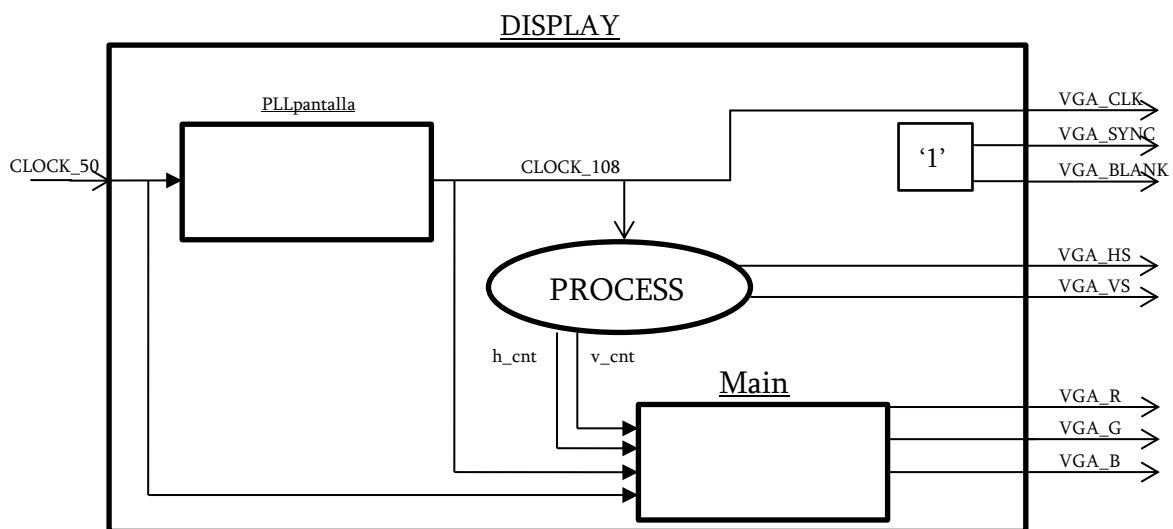 DISPLAY
PLLpantalla
VGA_CLK
VGA_SYNC
‘1’
CLOCK_50
CLOCK_108
VGA_BLANK
VGA_HS
PROCESS
VGA_VS
h_cnt
v_cnt
Main
VGA_R
VGA_G
VGA_B